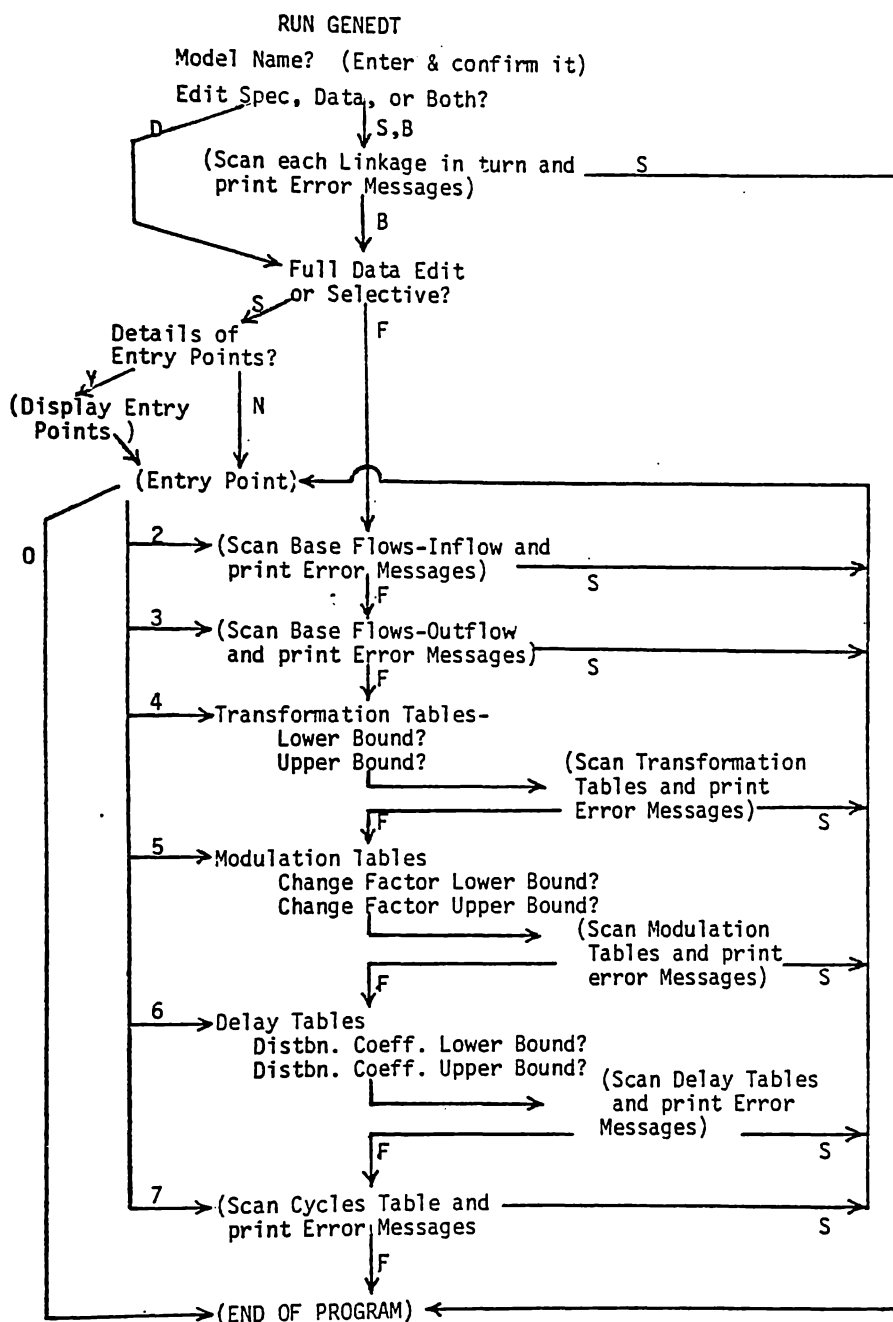 RUN GENEDT
Model Name? (Enter & confirm it)
Edit Spec, Data, or Both?
D
S,B
(Scan each Linkage in turn and
print Error Messages)
S
B
Full Data Edit
or Selective?
S
F
Details of
Entry Points?
Y
N
(Display Entry
Points )
(Entry Point)
0
2
(Scan Base Flows-Inflow and
print Error Messages)
S
F
3
(Scan Base Flows-Outflow
and print Error Messages)
S
F
4
Transformation Tables-
Lower Bound?
Upper Bound?
(Scan Transformation
Tables and print
Error Messages)
S
F
5
Modulation Tables
Change Factor Lower Bound?
Change Factor Upper Bound?
(Scan Modulation
Tables and print
error Messages)
S
F
6
Delay Tables
Distbn. Coeff. Lower Bound?
Distbn. Coeff. Upper Bound?
(Scan Delay Tables
and print Error
Messages)
S
F
7
(Scan Cycles Table and
print Error Messages
S
F
(END OF PROGRAM)